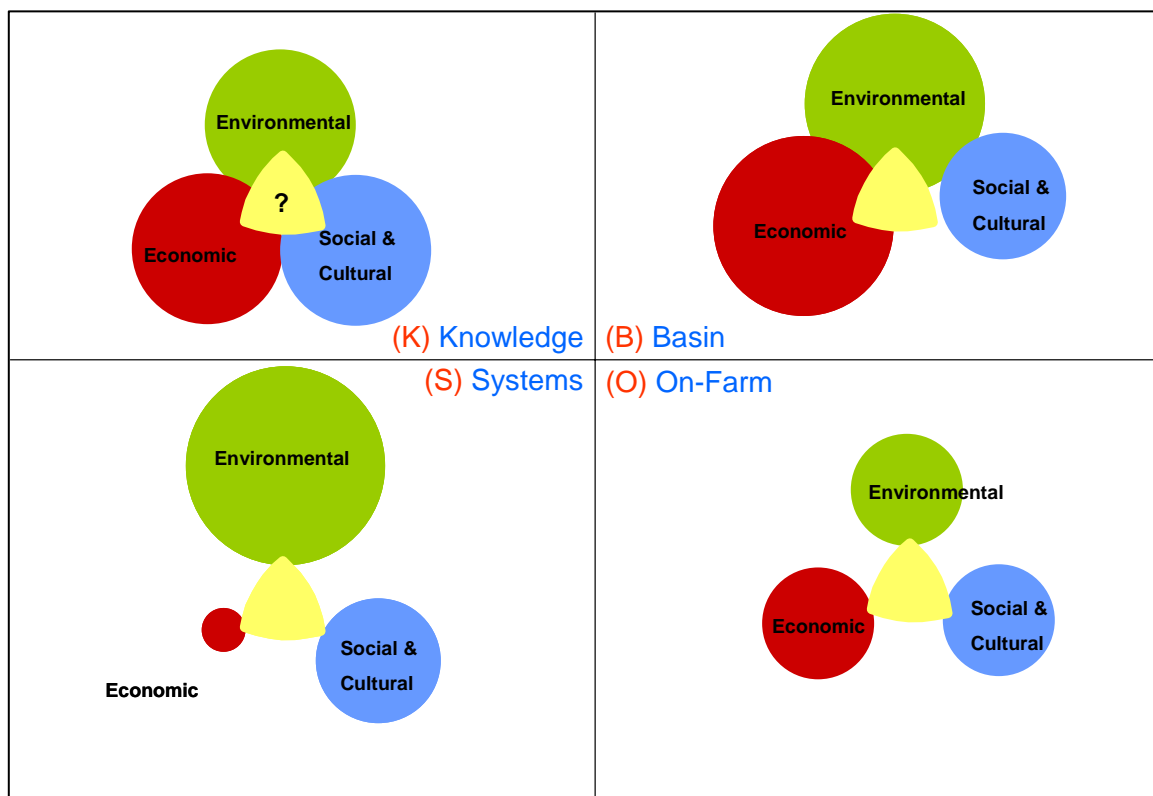 Environmental
?
Economic
Social &
Cultural
(K) Knowledge
Environmental
Social &
Cultural
Economic
(B) Basin
(S) Systems
Environmental
Social &
Cultural
Economic
(O) On-Farm
Environmental
Economic
Social &
Cultural